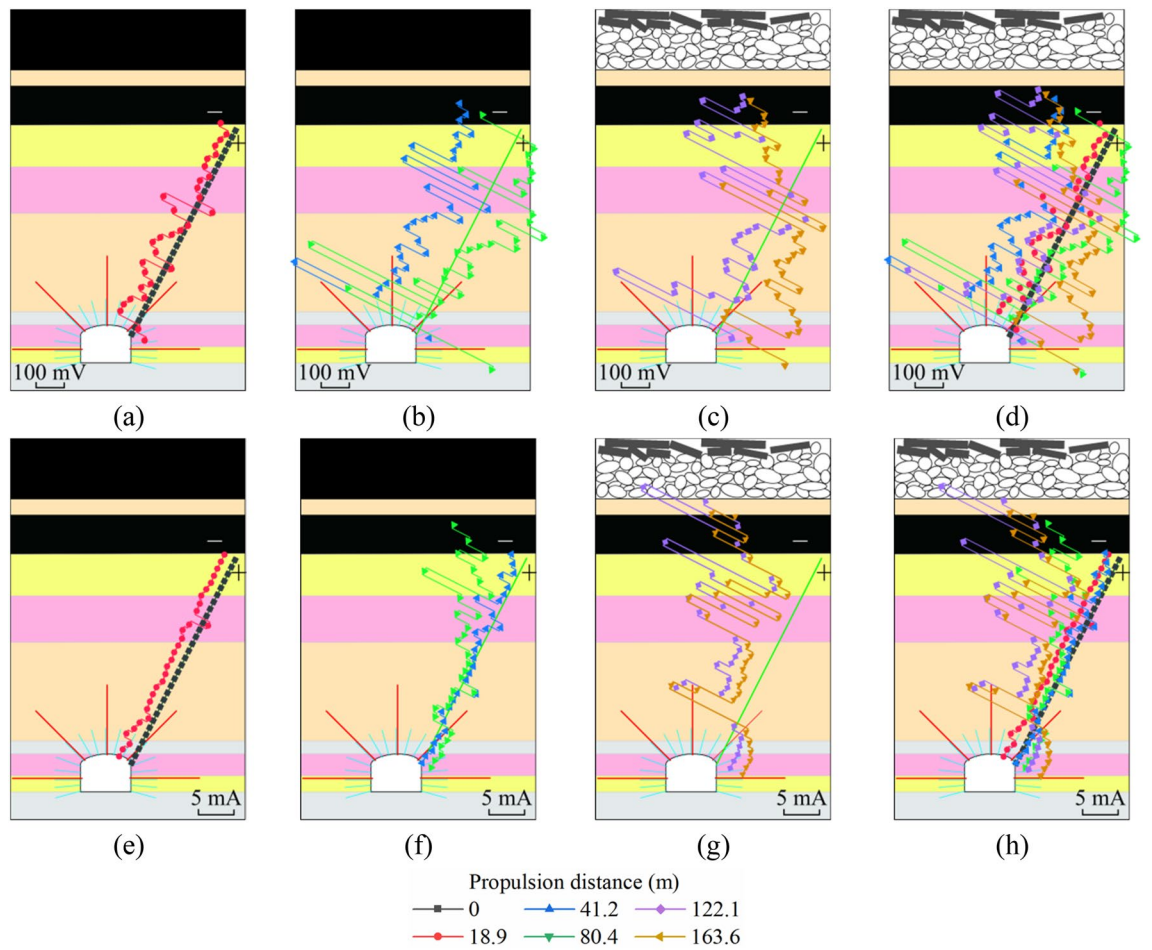 − − − −
+ + + +
100 mV 100 mV 100 mV 100 mV
(a) (b) (c) (d)
− − − −
+ + + +
5 mA 5 mA 5 mA 5 mA
(e) (f) (g) (h)
Propulsion distance (m)
0 41.2 122.1
18.9 80.4 163.6